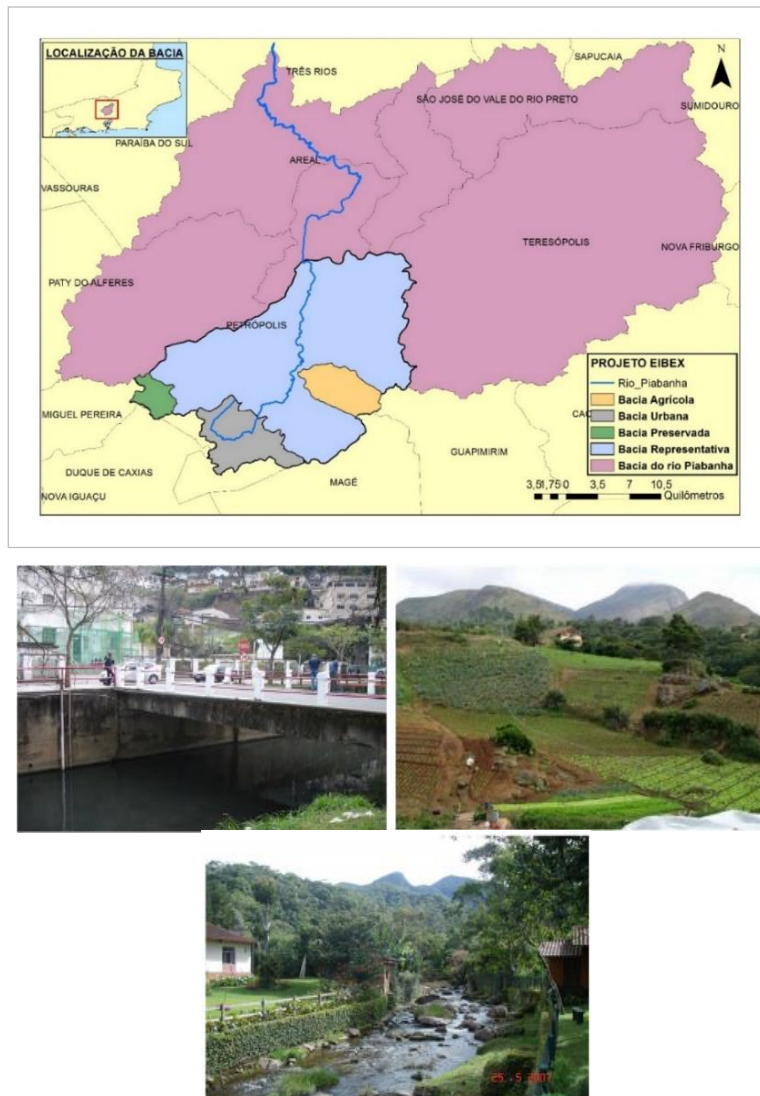 LOCALIZAÇÃO DA BACIA
N
TRÊS RIOS
SAPUCAIA
SÃO JOSÉ DO VALE DO RIO PRETO
SUMIDOURO
PARAÍBA DO SUL
AREAL
VASSOURAS
TERESÓPOLIS
NOVA FRIBURGO
PATY DO ALFERES
PETRÓPOLIS
MIGUEL PEREIRA
GUAPIMIRIM
DUQUE DE CAXIAS
MAGÉ
NOVA IGUAÇU
PROJETO EIBEX
Rio_Piabanha
Bacia Agrícola
Bacia Urbana
Bacia Preservada
Bacia Representativa
Bacia do rio Piabanha
3,51,75 0 3,5 7 10,5
Quilômetros
25. 5 2007